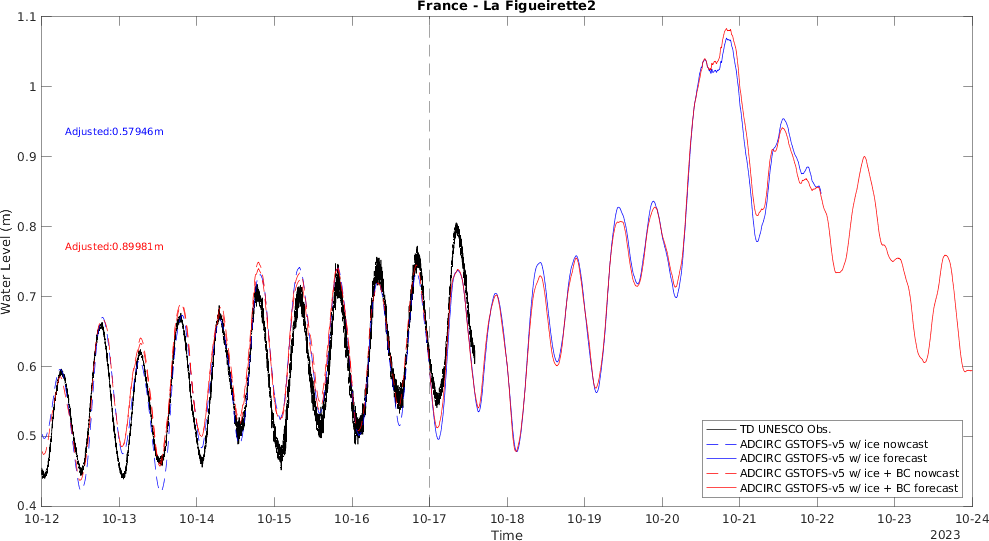 France - La Figueirette2
1.1
1
0.9
0.8
0.7
0.6
0.5
0.4
Water Level (m)
Adjusted:0.57946m
Adjusted:0.89981m
TD UNESCO Obs.
ADCIRC GSTOFS-v5 w/ ice nowcast
ADCIRC GSTOFS-v5 w/ ice forecast
ADCIRC GSTOFS-v5 w/ ice + BC nowcast
ADCIRC GSTOFS-v5 w/ ice + BC forecast
10-12 10-13 10-14 10-15 10-16 10-17 10-18 10-19 10-20 10-21 10-22 10-23 10-24
Time
2023